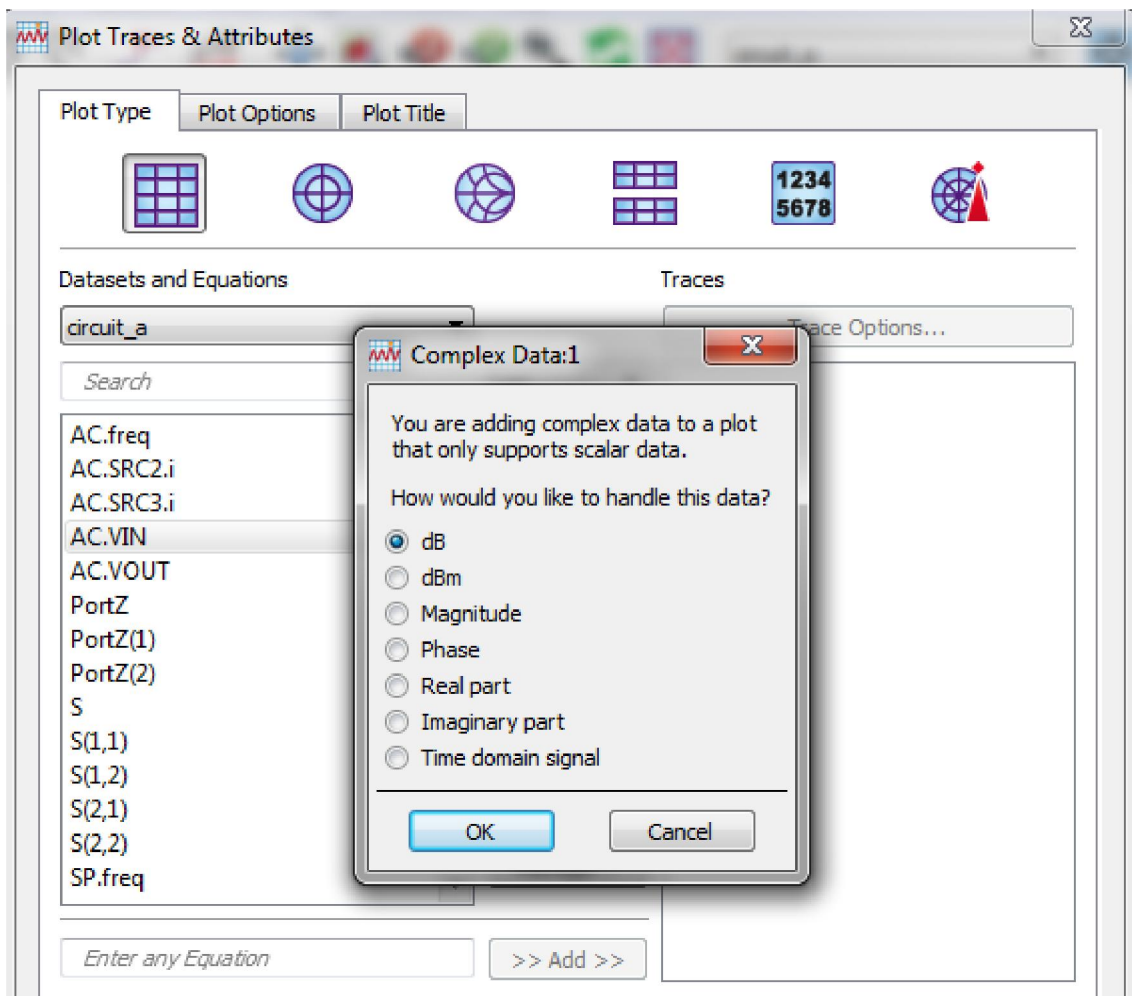 Plot Traces & Attributes
Plot Type
Plot Options
Plot Title
1234
5678
Datasets and Equations
Traces
circuit_a
Trace Options...
Search
AC.freq
AC.SRC2.i
AC.SRC3.i
AC.VIN
AC.VOUT
PortZ
PortZ(1)
PortZ(2)
S
S(1,1)
S(1,2)
S(2,1)
S(2,2)
SP.freq
Complex Data:1
You are adding complex data to a plot
that only supports scalar data.
How would you like to handle this data?
dB
dBm
Magnitude
Phase
Real part
Imaginary part
Time domain signal
OK
Cancel
Enter any Equation
>> Add >>